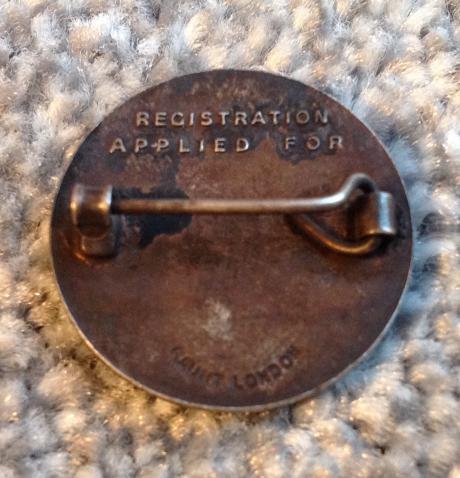 REGISTRATION
APPLIED FOR
GAUNT LONDON